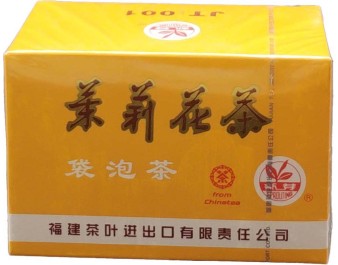 JT·001
茉莉花茶
袋泡茶
from
Chinatea
®
福建茶叶进出口有限责任公司